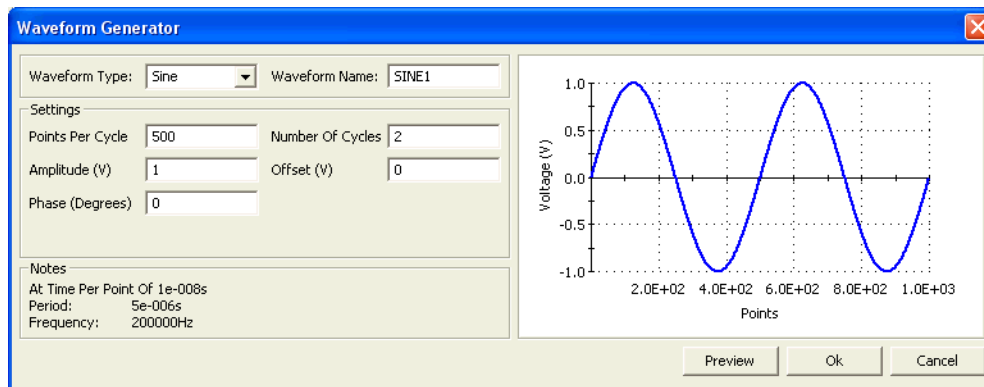 Waveform Generator
Waveform Type: Sine Waveform Name: SINE1
Settings
Points Per Cycle 500 Number Of Cycles 2
Amplitude (V) 1 Offset (V) 0
Phase (Degrees) 0
Notes
At Time Per Point Of 1e-008s
Period: 5e-006s
Frequency: 200000Hz
Voltage (V)
1.0
0.5
0.0
-0.5
-1.0
2.0E+02 4.0E+02 6.0E+02 8.0E+02 1.0E+03
Points
Preview Ok Cancel